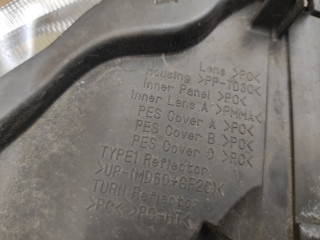 Lens >PC<
Housing >PP-TD30<
Inner Panel >PC<
Inner Lens A >PMMA<
PES Cover A >PC<
PES Cover B >PC<
PES Cover C >PC<
TYPE1 Reflector
>UP-(MD60+GF20)<
TURN Reflector
>PC< >PC-HT<